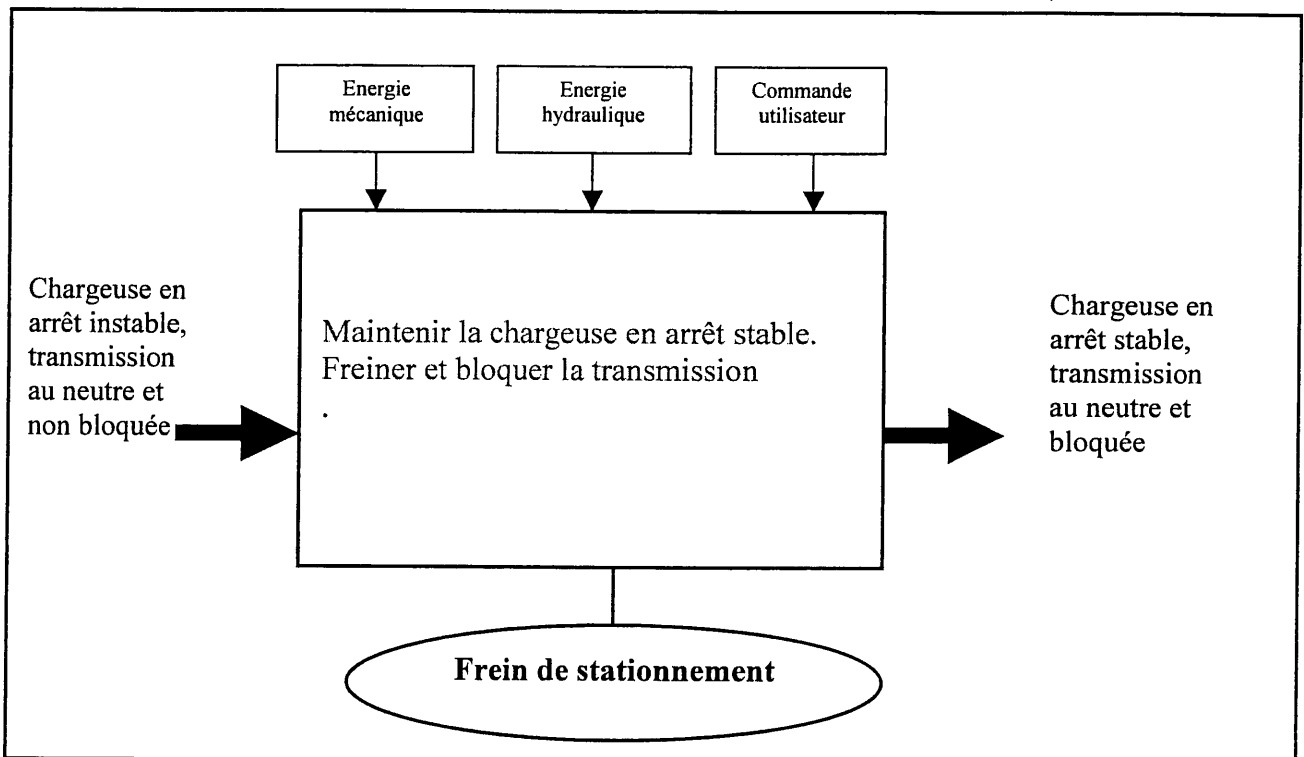 Energie
mécanique
Energie
hydraulique
Commande
utilisateur
Chargeuse en
arrêt instable,
transmission
au neutre et
non bloquée
Maintenir la chargeuse en arrêt stable.
Freiner et bloquer la transmission
.
Chargeuse en
arrêt stable,
transmission
au neutre et
bloquée
Frein de stationnement